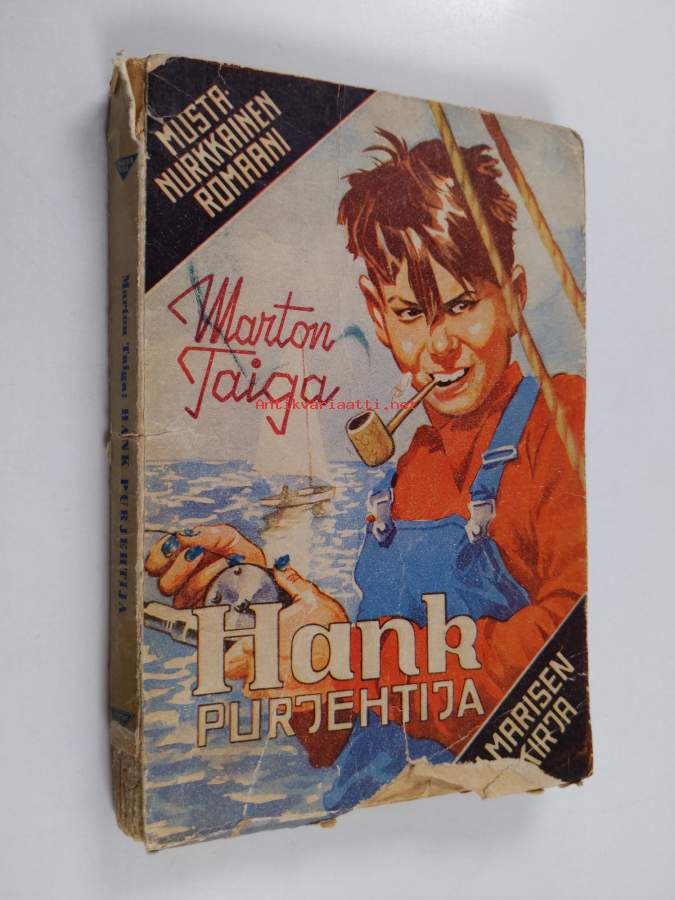 MUSTA-
NURKKAINEN
ROMAANI
Marton
Taiga
Antikvariaatti.net
Hank
PURJEHTIJA
MARISEN
KIRJA
Marton Taiga: HANK PURJEHTIJA